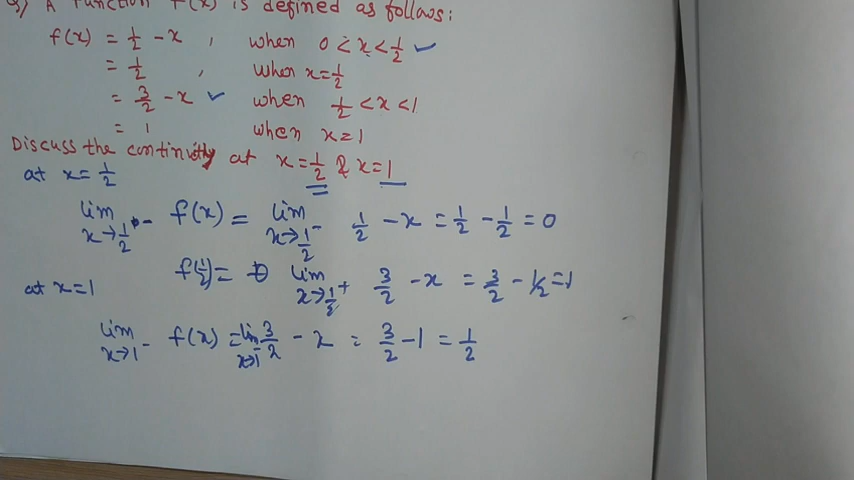 A function f(x) is defined as follows:
f(x) = 1/2 - x , when 0 < x < 1/2 ✓
= 1/2 , when x = 1/2
= 3/2 - x ✓ when 1/2 < x < 1
= 1 when x = 1
Discuss the continuity at x = 1/2 & x = 1
at x = 1/2
lim x→1/2- f(x) = lim x→1/2- 1/2 - x = 1/2 - 1/2 = 0
f(1/2) = lim x→1/2+ 3/2 - x = 3/2 - 1/2 = 1
at x = 1
lim x→1- f(x) = lim x→1- 3/2 - x = 3/2 - 1 = 1/2